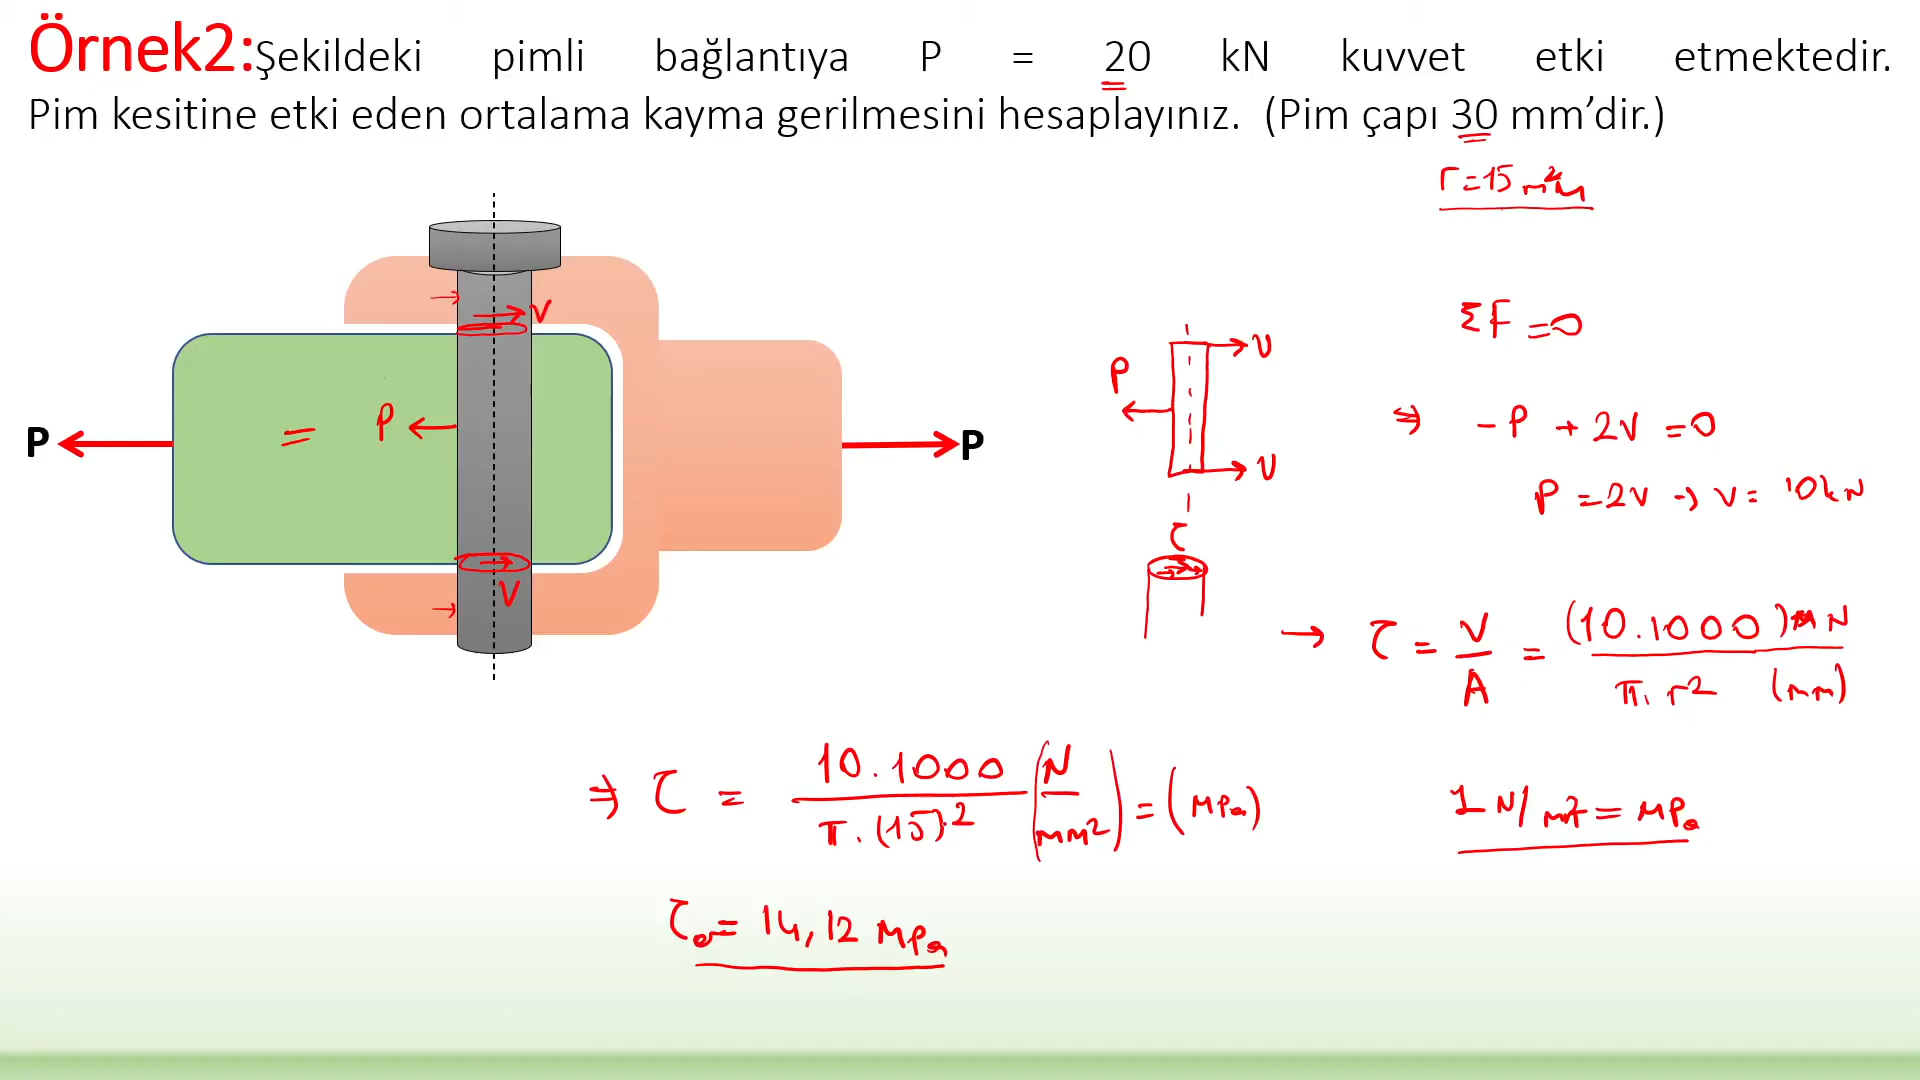 Örnek2:Şekildeki pimli bağlantıya P = 20 kN kuvvet etki etmektedir.
Pim kesitine etki eden ortalama kayma gerilmesini hesaplayınız. (Pim çapı 30 mm’dir.)
r=15
V
P
= P
P
V
P
V
V
τ
ΣF=0
⇒ -P + 2V = 0
P = 2V → V = 10kN
→ τ = V/A = (10.1000) N / π.r² (mm)
⇒ τ = 10.1000 / π.(15)² (N/mm²) = (MPa)
1 N/mm² = MPa
τo = 14,12 MPa